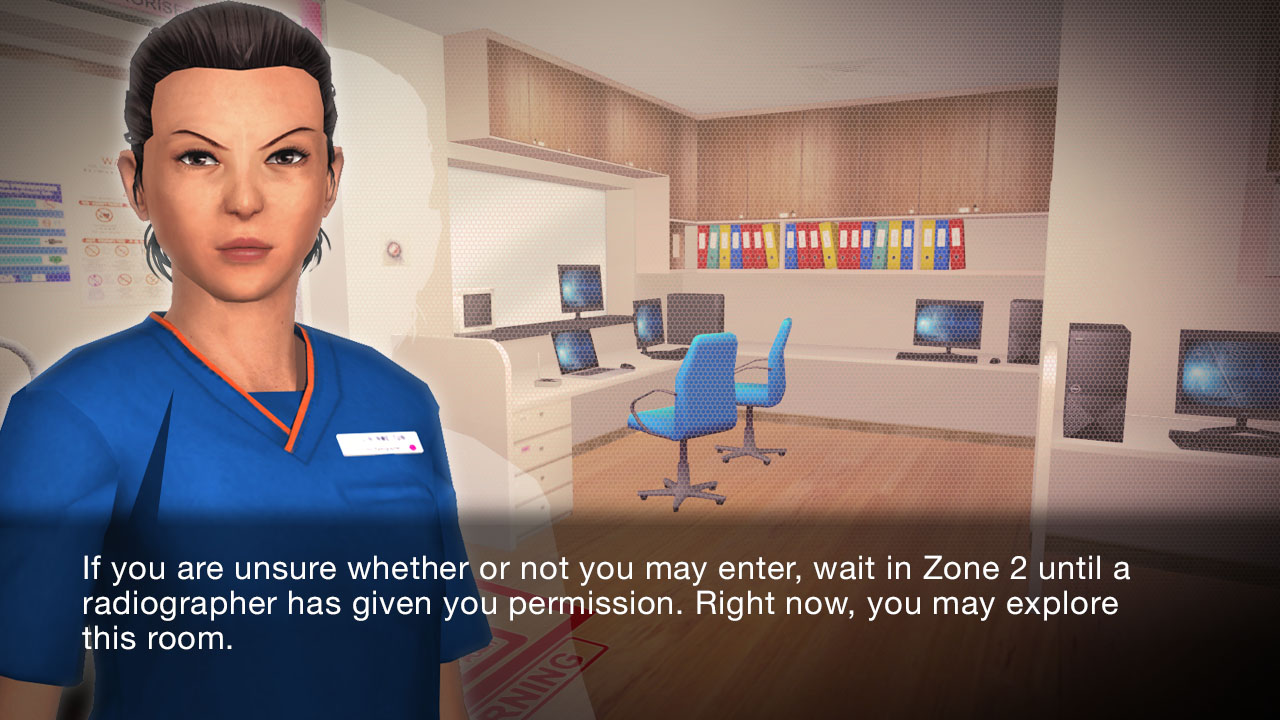 If you are unsure whether or not you may enter, wait in Zone 2 until a
radiographer has given you permission. Right now, you may explore
this room.